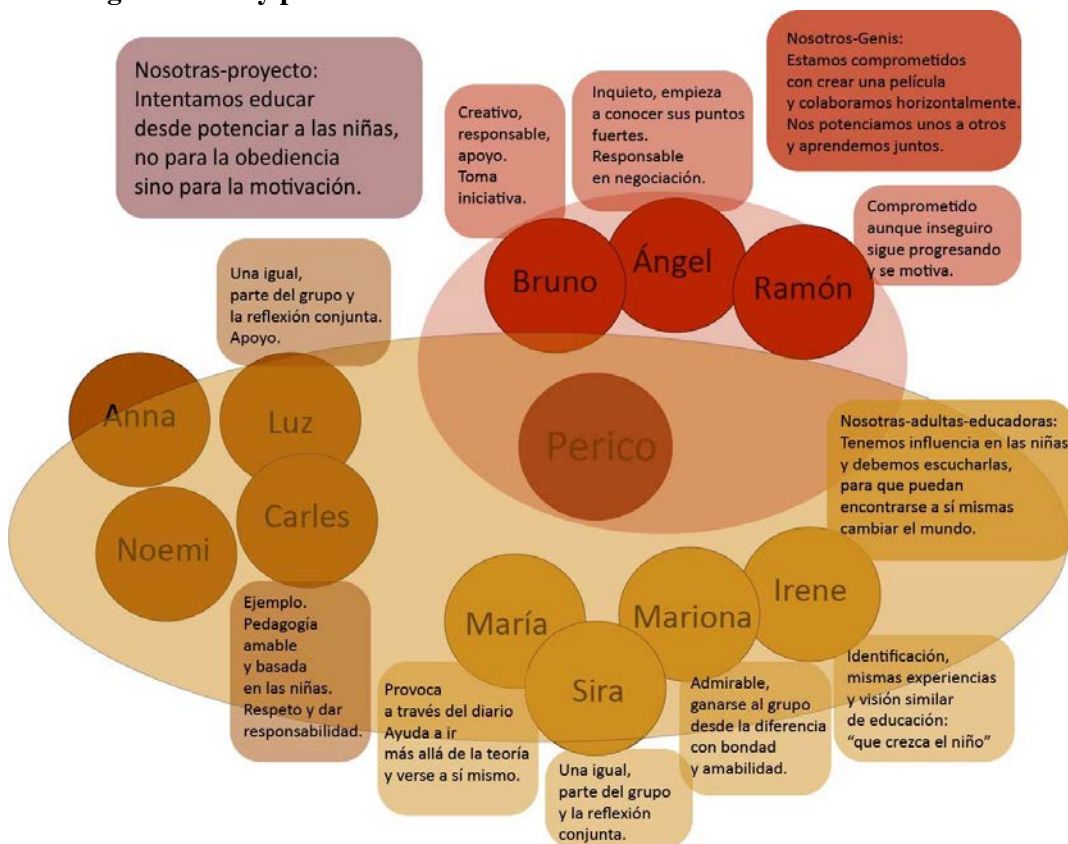 Nosotras-proyecto:
Intentamos educar
desde potenciar a las niñas,
no para la obediencia
sino para la motivación.
Creativo,
responsable,
apoyo.
Toma
iniciativa.
Inquieto, empieza
a conocer sus puntos
fuertes.
Responsable
en negociación.
Nosotros-Genis:
Estamos comprometidos
con crear una película
y colaboramos horizontalmente.
Nos potenciamos unos a otros
y aprendemos juntos.
Comprometido
aunque inseguiro
sigue progresando
y se motiva.
Bruno
Ángel
Ramón
Una igual,
parte del grupo y
la reflexión conjunta.
Apoyo.
Anna
Luz
Perico
Carles
Noemi
Nosotras-adultas-educadoras:
Tenemos influencia en las niñas
y debemos escucharlas,
para que puedan
encontrarse a sí mismas
cambiar el mundo.
María
Sira
Mariona
Irene
Ejemplo.
Pedagogía
amable
y basada
en las niñas.
Respeto y dar
responsabilidad.
Provoca
a través del diario
Ayuda a ir
más allá de la teoría
y verse a sí mismo.
Una igual,
parte del grupo
y la reflexión
conjunta.
Admirable,
ganarse al grupo
desde la diferencia
con bondad
y amabilidad.
Identificación,
mismas experiencias
y visión similar
de educación:
“que crezca el niño”